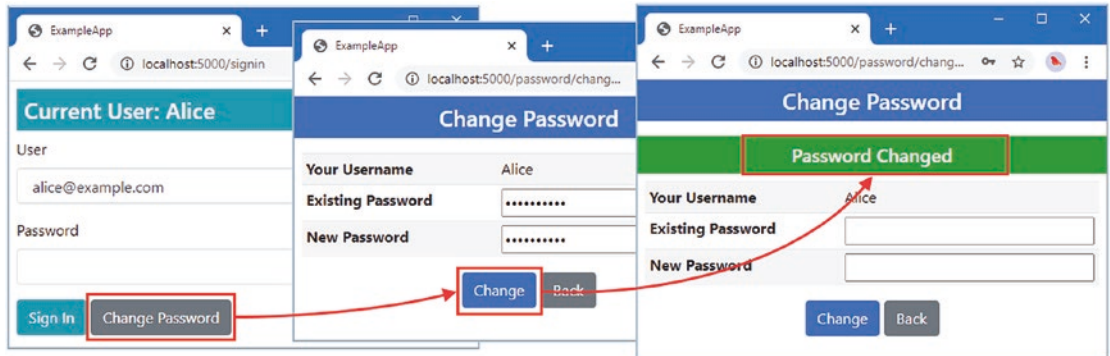 ExampleApp
localhost:5000/signin
Current User: Alice
User
alice@example.com
Password
Sign In Change Password
ExampleApp
localhost:5000/password/chang...
Change Password
Your Username Alice
Existing Password ••••••••••
New Password ••••••••••
Change Back
ExampleApp
localhost:5000/password/chang...
Change Password
Password Changed
Your Username Alice
Existing Password
New Password
Change Back